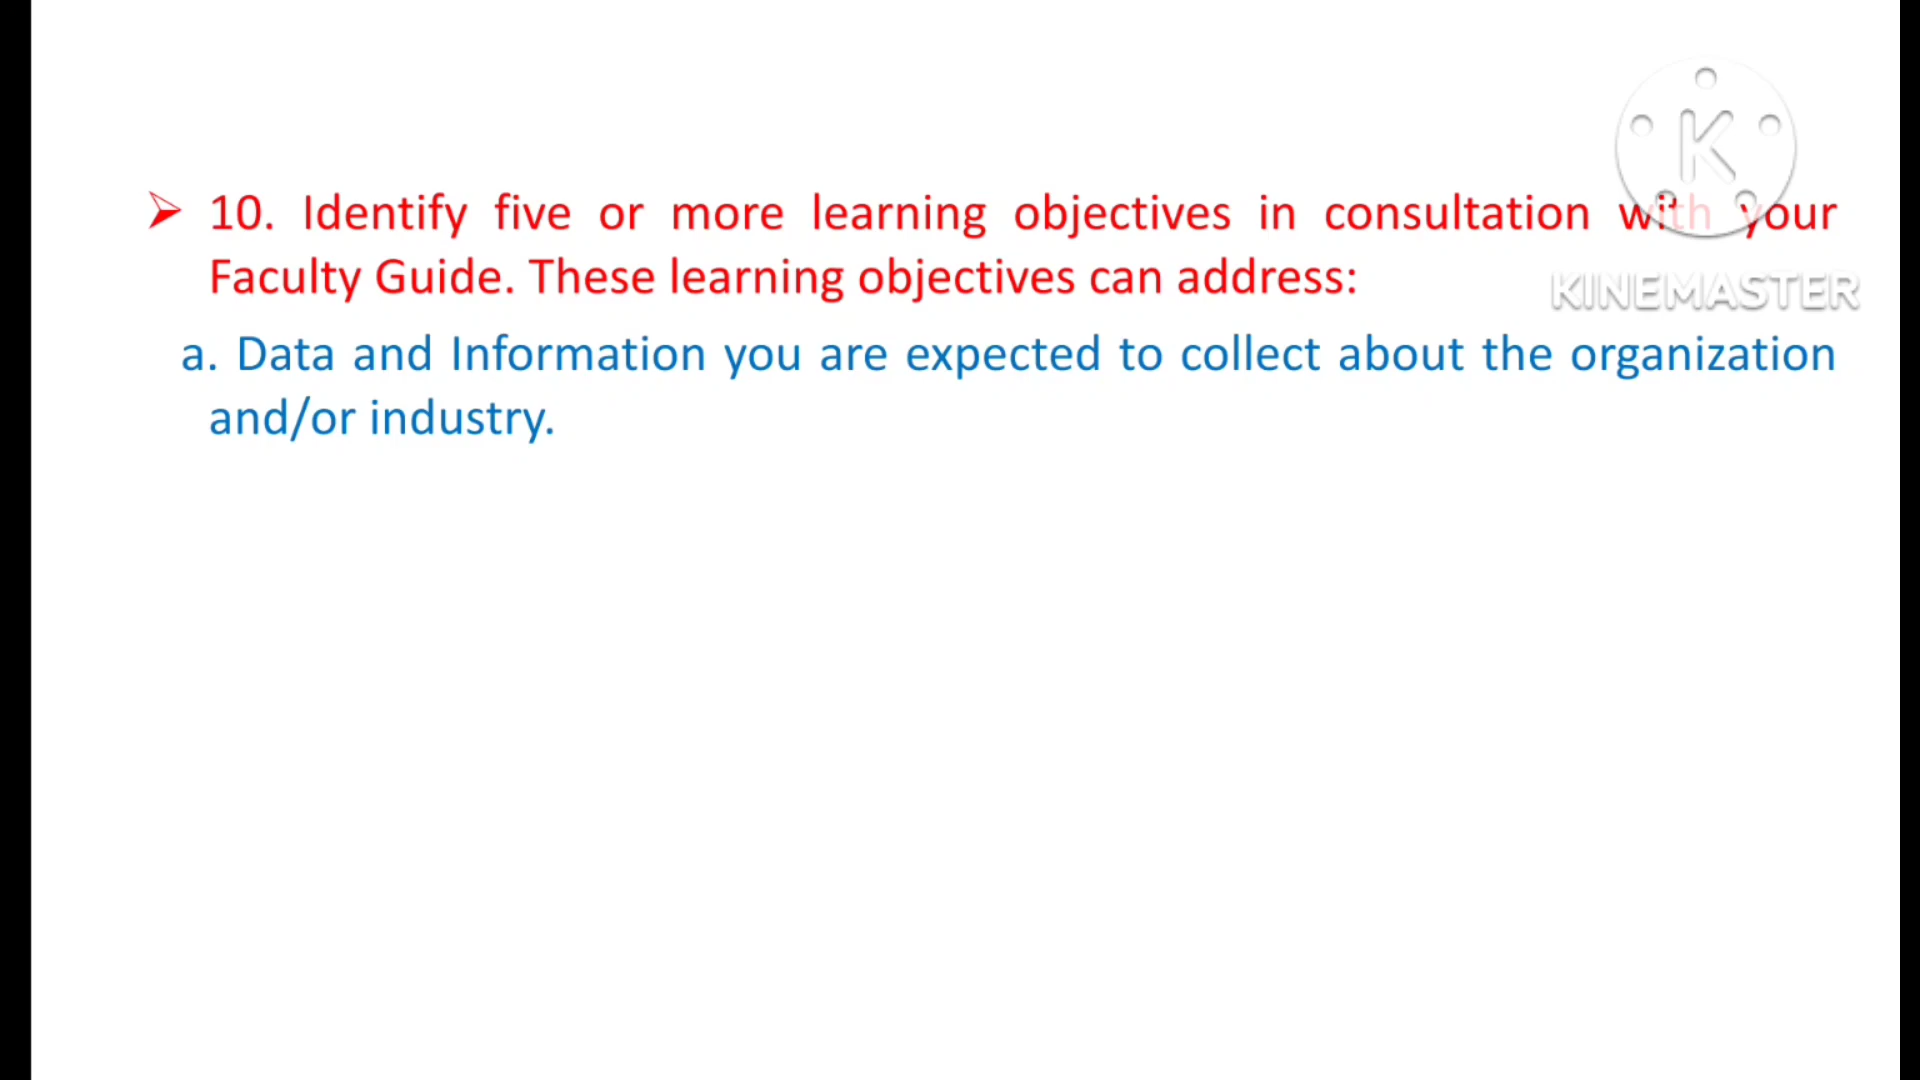 ➢ 10. Identify five or more learning objectives in consultation with your
Faculty Guide. These learning objectives can address:
KINEMASTER
a. Data and Information you are expected to collect about the organization
and/or industry.